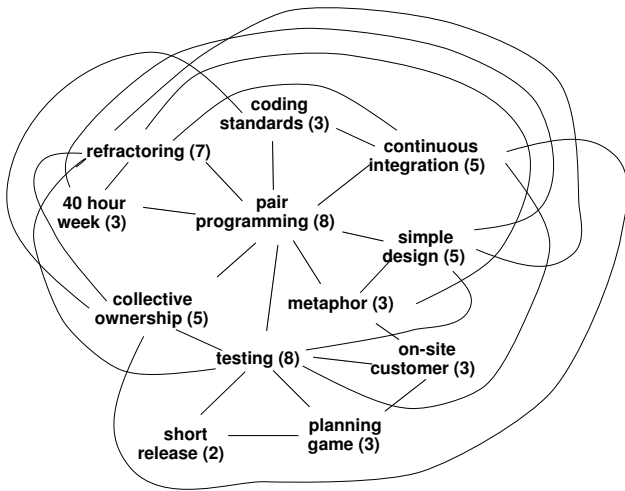 coding
standards (3)
refractoring (7)
continuous
integration (5)
40 hour
week (3)
pair
programming (8)
simple
design (5)
collective
ownership (5)
metaphor (3)
testing (8)
on-site
customer (3)
short
release (2)
planning
game (3)